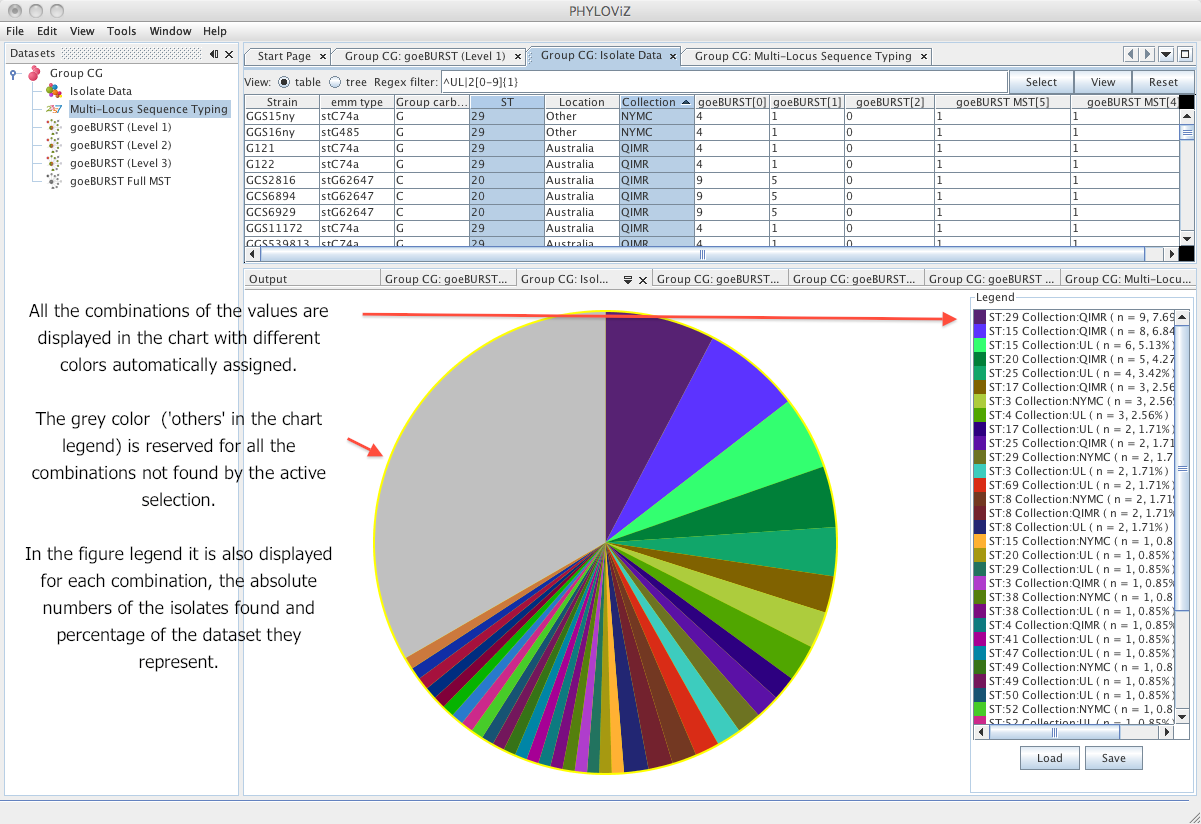 PHYLOViZ
File Edit View Tools Window Help
Datasets
Group CG
Isolate Data
Multi-Locus Sequence Typing
goeBURST (Level 1)
goeBURST (Level 2)
goeBURST (Level 3)
goeBURST Full MST
Start Page Group CG: goeBURST (Level 1) Group CG: Isolate Data Group CG: Multi-Locus Sequence Typing
View: table tree Regex filter: ^UL|2[0-9]{1} Select View Reset
Strain emm type Group carb... ST Location Collection goeBURST[0] goeBURST[1] goeBURST[2] goeBURST MST[5] goeBURST MST[4]
GGS15ny stC74a G 29 Other NYMC 4 1 0 1 1
GGS16ny stG485 G 29 Other NYMC 4 1 0 1 1
G121 stC74a G 29 Australia QIMR 4 1 0 1 1
G122 stC74a G 29 Australia QIMR 4 1 0 1 1
GCS2816 stG62647 C 20 Australia QIMR 9 5 0 1 1
GCS6894 stG62647 C 20 Australia QIMR 9 5 0 1 1
GCS6929 stG62647 C 20 Australia QIMR 9 5 0 1 1
GGS11172 stC74a G 29 Australia QIMR 4 1 0 1 1
GGS539813 stC74a G 29 Australia QIMR 4 1 0 1 1
Output Group CG: goeBURST... Group CG: Isol... Group CG: goeBURST... Group CG: goeBURST... Group CG: goeBURST ... Group CG: Multi-Locu...
All the combinations of the values are
displayed in the chart with different
colors automatically assigned.
The grey color ('others' in the chart
legend) is reserved for all the
combinations not found by the active
selection.
In the figure legend it is also displayed
for each combination, the absolute
numbers of the isolates found and
percentage of the dataset they
represent.
Legend
ST:29 Collection:QIMR ( n = 9, 7.69
ST:15 Collection:QIMR ( n = 8, 6.84
ST:15 Collection:UL ( n = 6, 5.13%)
ST:20 Collection:QIMR ( n = 5, 4.27
ST:25 Collection:UL ( n = 4, 3.42%)
ST:17 Collection:QIMR ( n = 3, 2.56
ST:3 Collection:NYMC ( n = 3, 2.56%
ST:4 Collection:UL ( n = 3, 2.56%)
ST:17 Collection:UL ( n = 2, 1.71%)
ST:25 Collection:QIMR ( n = 2, 1.71
ST:29 Collection:NYMC ( n = 2, 1.7
ST:3 Collection:UL ( n = 2, 1.71%)
ST:69 Collection:UL ( n = 2, 1.71%)
ST:8 Collection:NYMC ( n = 2, 1.71%
ST:8 Collection:QIMR ( n = 2, 1.71%
ST:8 Collection:UL ( n = 2, 1.71%)
ST:15 Collection:NYMC ( n = 1, 0.8
ST:20 Collection:UL ( n = 1, 0.85%)
ST:29 Collection:UL ( n = 1, 0.85%)
ST:3 Collection:QIMR ( n = 1, 0.85%
ST:38 Collection:NYMC ( n = 1, 0.8
ST:38 Collection:UL ( n = 1, 0.85%)
ST:4 Collection:QIMR ( n = 1, 0.85%
ST:41 Collection:UL ( n = 1, 0.85%)
ST:47 Collection:UL ( n = 1, 0.85%)
ST:49 Collection:NYMC ( n = 1, 0.8
ST:49 Collection:UL ( n = 1, 0.85%)
ST:50 Collection:UL ( n = 1, 0.85%)
ST:52 Collection:NYMC ( n = 1, 0.8
ST:52 Collection:UL ( n = 1, 0.85%)
Load Save